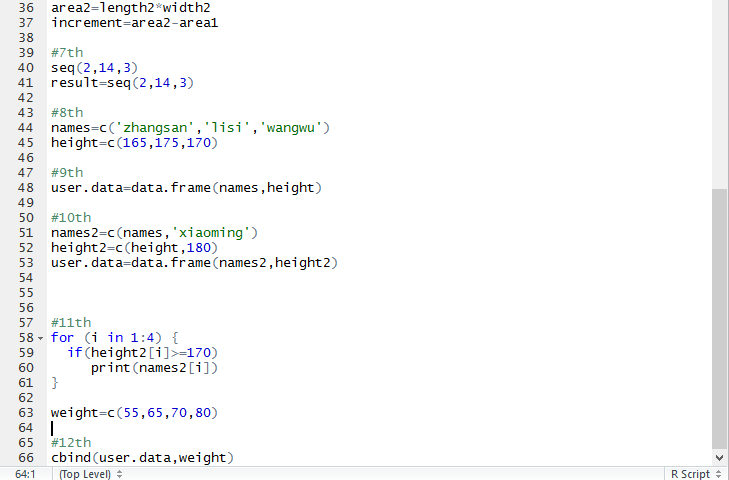 36 area2=length2*width2
37 increment=area2-area1
38
39 #7th
40 seq(2,14,3)
41 result=seq(2,14,3)
42
43 #8th
44 names=c('zhangsan','lisi','wangwu')
45 height=c(165,175,170)
46
47 #9th
48 user.data=data.frame(names,height)
49
50 #10th
51 names2=c(names,'xiaoming')
52 height2=c(height,180)
53 user.data=data.frame(names2,height2)
54
55
56
57 #11th
58 for (i in 1:4) {
59   if(height2[i]>=170)
60      print(names2[i])
61 }
62
63 weight=c(55,65,70,80)
64
65 #12th
66 cbind(user.data,weight)
64:1 (Top Level) R Script